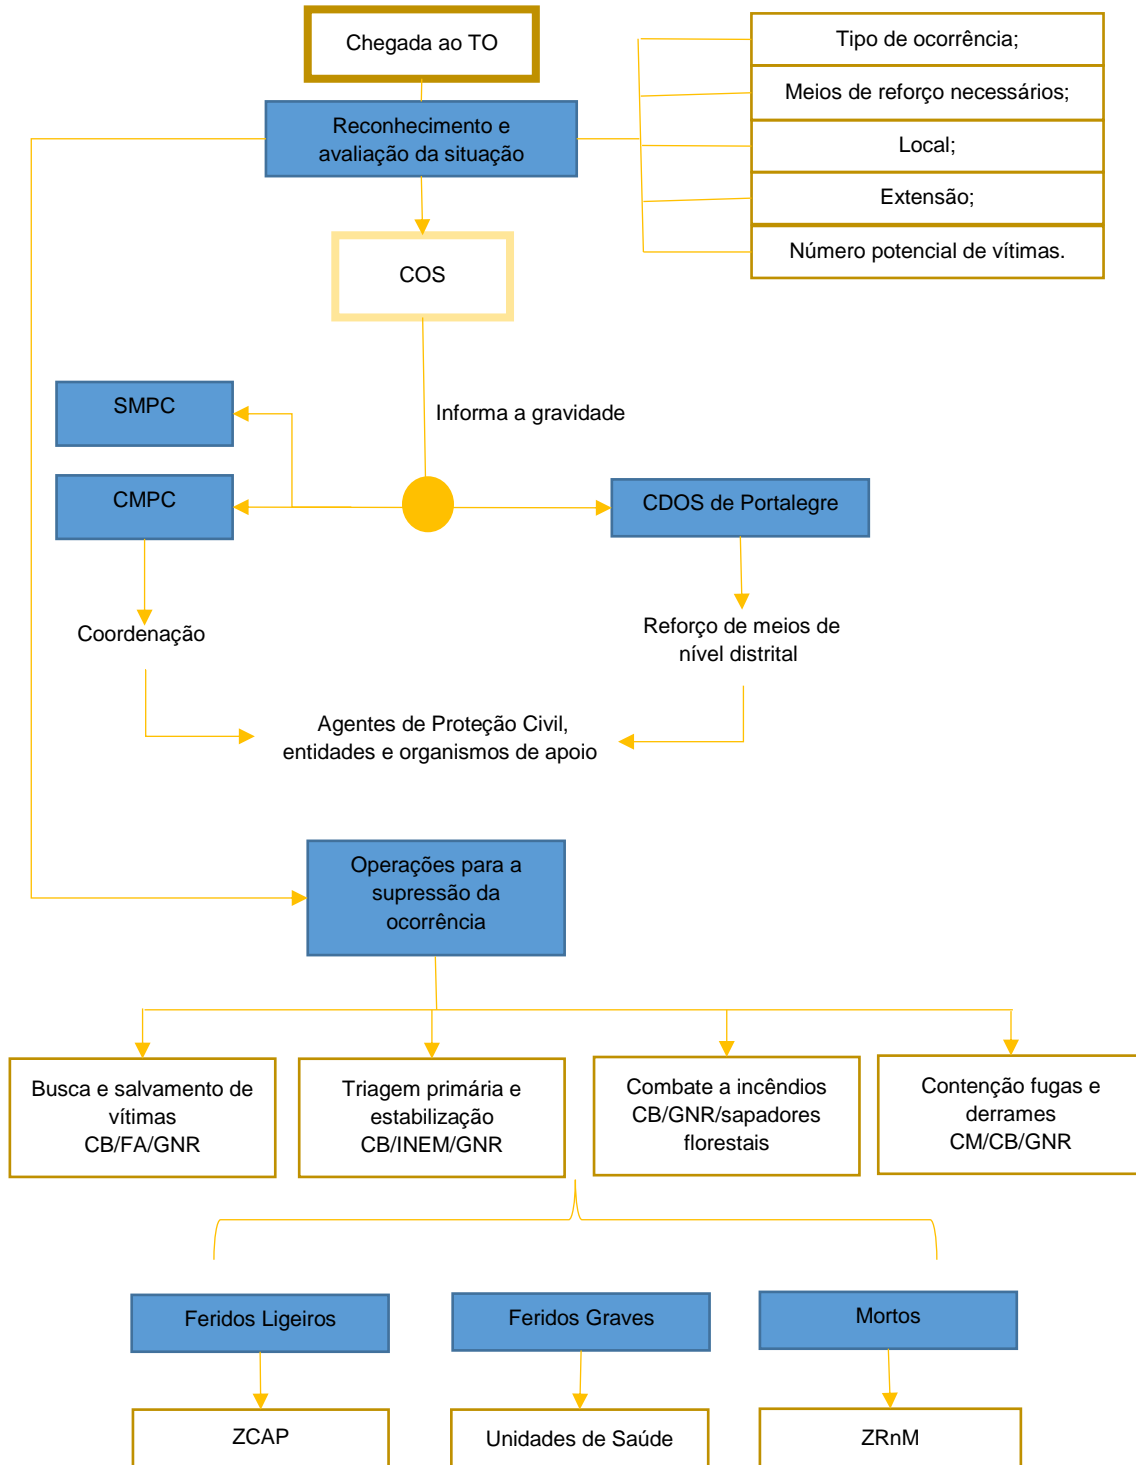 Chegada ao TO
Tipo de ocorrência;
Meios de reforço necessários;
Local;
Extensão;
Número potencial de vítimas.
Reconhecimento e
avaliação da situação
COS
Informa a gravidade
SMPC
CMPC
CDOS de Portalegre
Coordenação
Reforço de meios de
nível distrital
Agentes de Proteção Civil,
entidades e organismos de apoio
Operações para a
supressão da
ocorrência
Busca e salvamento de
vítimas
CB/FA/GNR
Triagem primária e
estabilização
CB/INEM/GNR
Combate a incêndios
CB/GNR/sapadores
florestais
Contenção fugas e
derrames
CM/CB/GNR
Feridos Ligeiros
Feridos Graves
Mortos
ZCAP
Unidades de Saúde
ZRnM